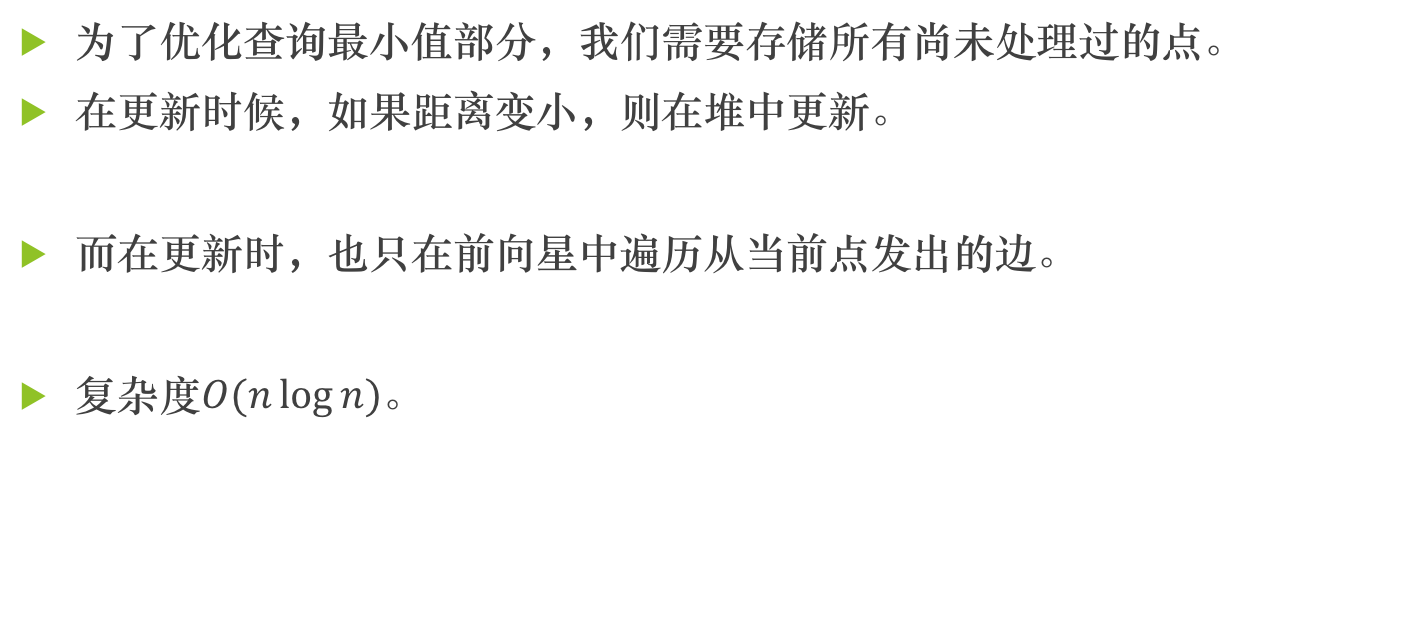 为了优化查询最小值部分，我们需要存储所有尚未处理过的点。
在更新时候，如果距离变小，则在堆中更新。
而在更新时，也只在前向星中遍历从当前点发出的边。
复杂度O(n log n)。